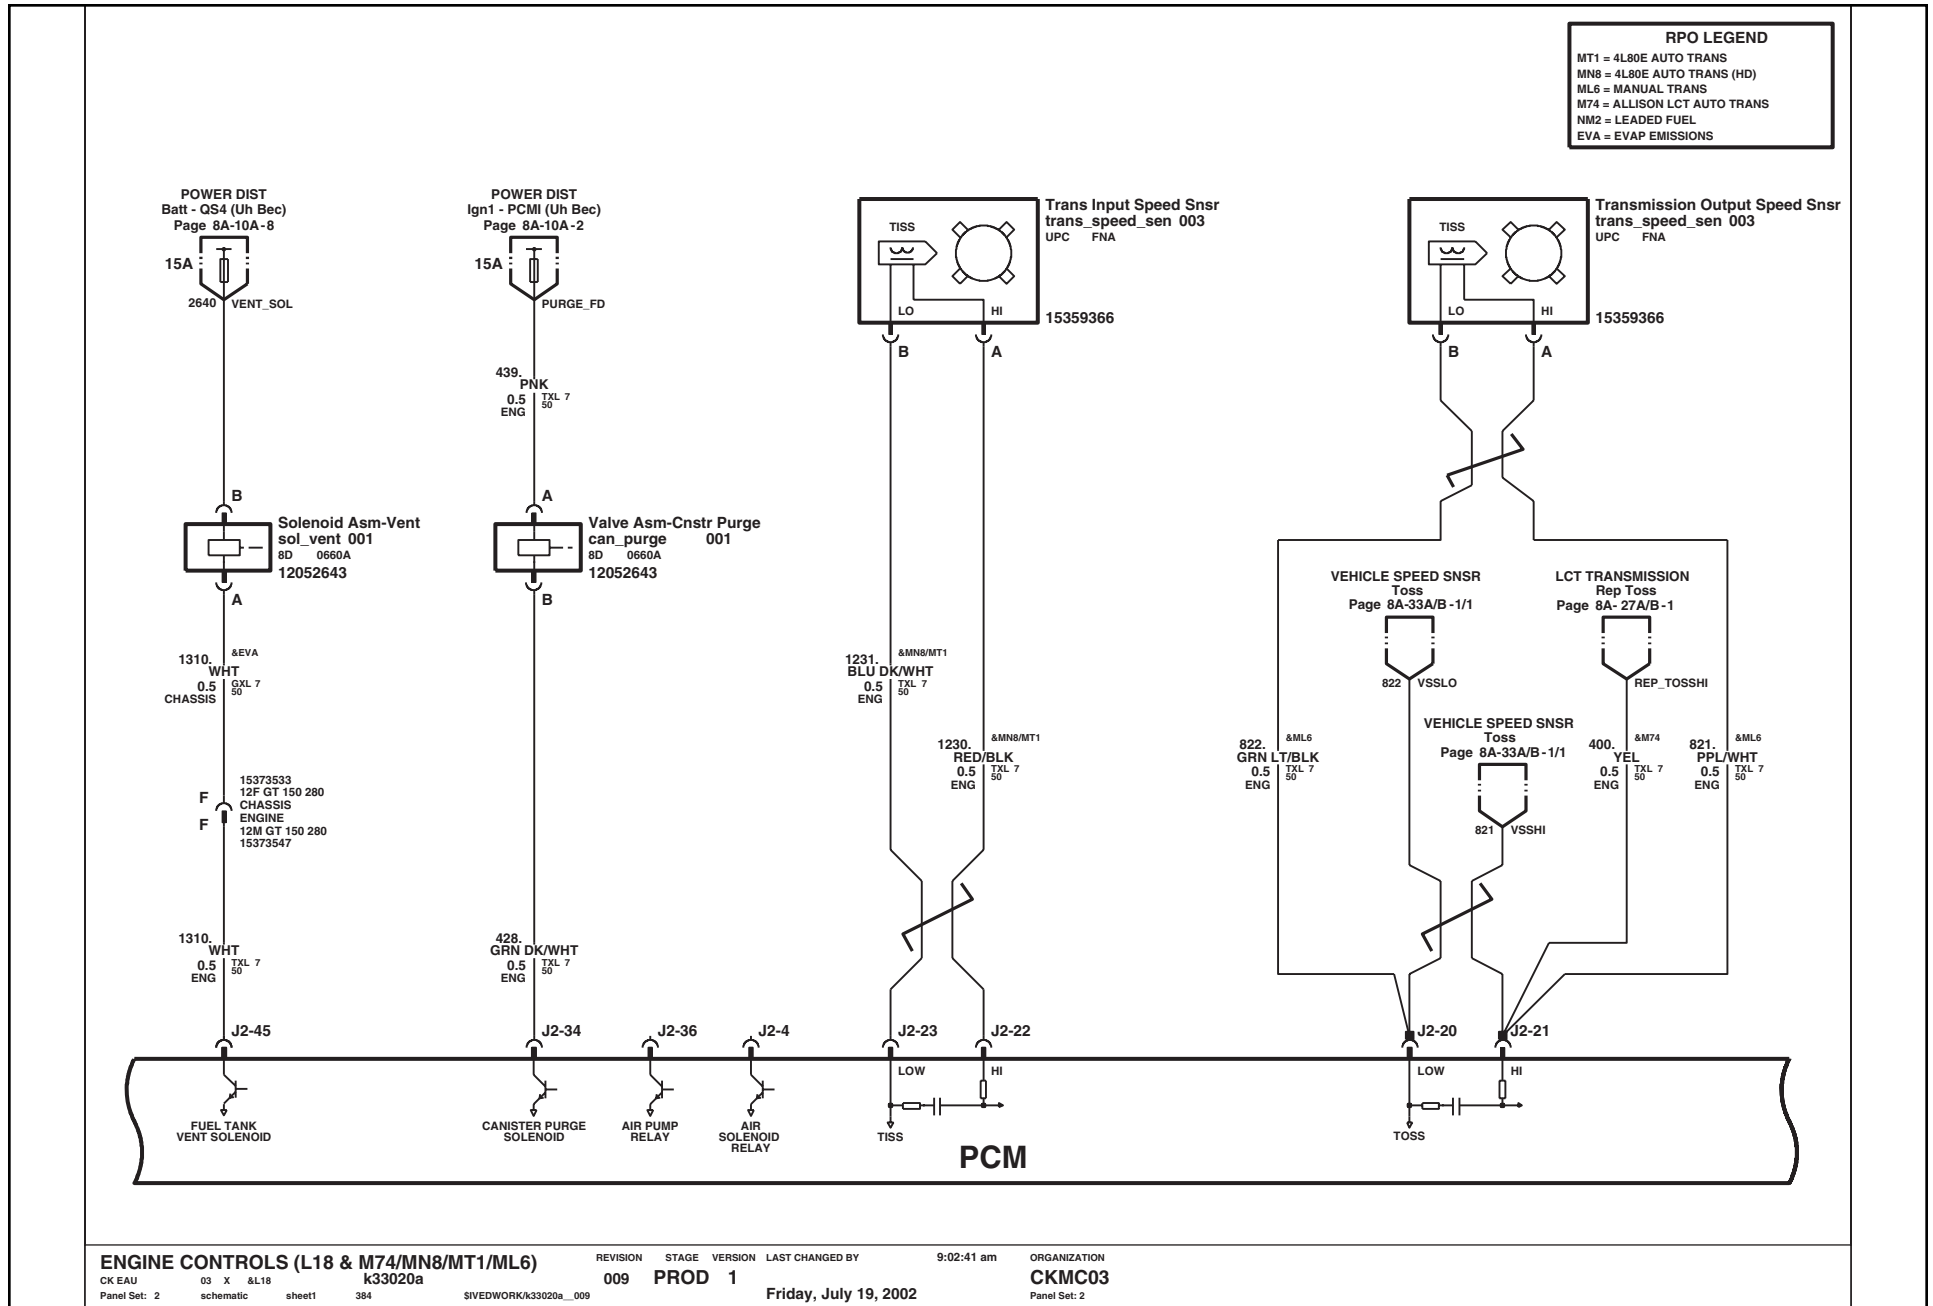 RPO LEGEND
MT1 = 4L80E AUTO TRANS
MN8 = 4L80E AUTO TRANS (HD)
ML6 = MANUAL TRANS
M74 = ALLISON LCT AUTO TRANS
NM2 = LEADED FUEL
EVA = EVAP EMISSIONS
POWER DIST
Batt - QS4 (Uh Bec)
Page 8A-10A-8
15A
2640 VENT_SOL
B
Solenoid Asm-Vent
sol_vent 001
8D 0660A
12052643
A
1310. &EVA
WHT
0.5 GXL 7
50
CHASSIS
15373533
12F GT 150 280
F CHASSIS
F ENGINE
12M GT 150 280
15373547
1310.
WHT
0.5 TXL 7
50
ENG
J2-45
FUEL TANK
VENT SOLENOID
POWER DIST
Ign1 - PCMI (Uh Bec)
Page 8A-10A-2
15A
PURGE_FD
439.
PNK
0.5 TXL 7
50
ENG
A
Valve Asm-Cnstr Purge
can_purge 001
8D 0660A
12052643
B
428.
GRN DK/WHT
0.5 TXL 7
50
ENG
J2-34
CANISTER PURGE
SOLENOID
J2-36
AIR PUMP
RELAY
J2-4
AIR
SOLENOID
RELAY
TISS
LO HI
Trans Input Speed Snsr
trans_speed_sen 003
UPC FNA
15359366
B A
1231. &MN8/MT1
BLU DK/WHT
0.5 TXL 7
50
ENG
1230. &MN8/MT1
RED/BLK
0.5 TXL 7
50
ENG
J2-23 J2-22
LOW HI
TISS
TISS
LO HI
Transmission Output Speed Snsr
trans_speed_sen 003
UPC FNA
15359366
B A
VEHICLE SPEED SNSR
Toss
Page 8A-33A/B-1/1
822 VSSLO
LCT TRANSMISSION
Rep Toss
Page 8A- 27A/B-1
REP_TOSSHI
VEHICLE SPEED SNSR
Toss
Page 8A-33A/B-1/1
821 VSSHI
822. &ML6
GRN LT/BLK
0.5 TXL 7
50
ENG
400. &M74
YEL
0.5 TXL 7
50
ENG
821. &ML6
PPL/WHT
0.5 TXL 7
50
ENG
J2-20 J2-21
LOW HI
TOSS
PCM
ENGINE CONTROLS (L18 & M74/MN8/MT1/ML6)
CK EAU 03 X &L18 k33020a
Panel Set: 2 schematic sheet1 384 $IVEDWORK/k33020a__009
REVISION STAGE VERSION LAST CHANGED BY 9:02:41 am
009 PROD 1
Friday, July 19, 2002
ORGANIZATION
CKMC03
Panel Set: 2